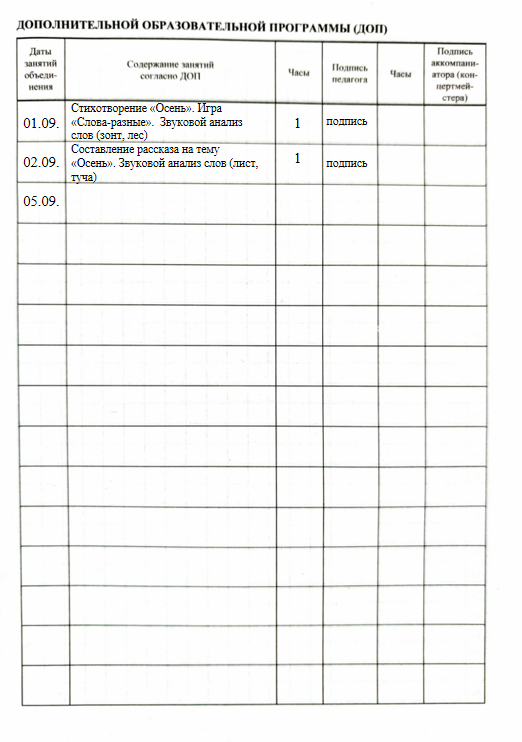 ДОПОЛНИТЕЛЬНОЙ ОБРАЗОВАТЕЛЬНОЙ ПРОГРАММЫ (ДОП)
Даты
занятий
объеди-
нения
Содержание занятий
согласно ДОП
Часы
Подпись
педагога
Часы
Подпись
аккомпани-
атора (кон-
цертмей-
стера)
01.09.
Стихотворение «Осень». Игра
«Слова-разные». Звуковой анализ
слов (зонт, лес)
1
подпись
02.09.
Составление рассказа на тему
«Осень». Звуковой анализ слов (лист,
туча)
1
подпись
05.09.